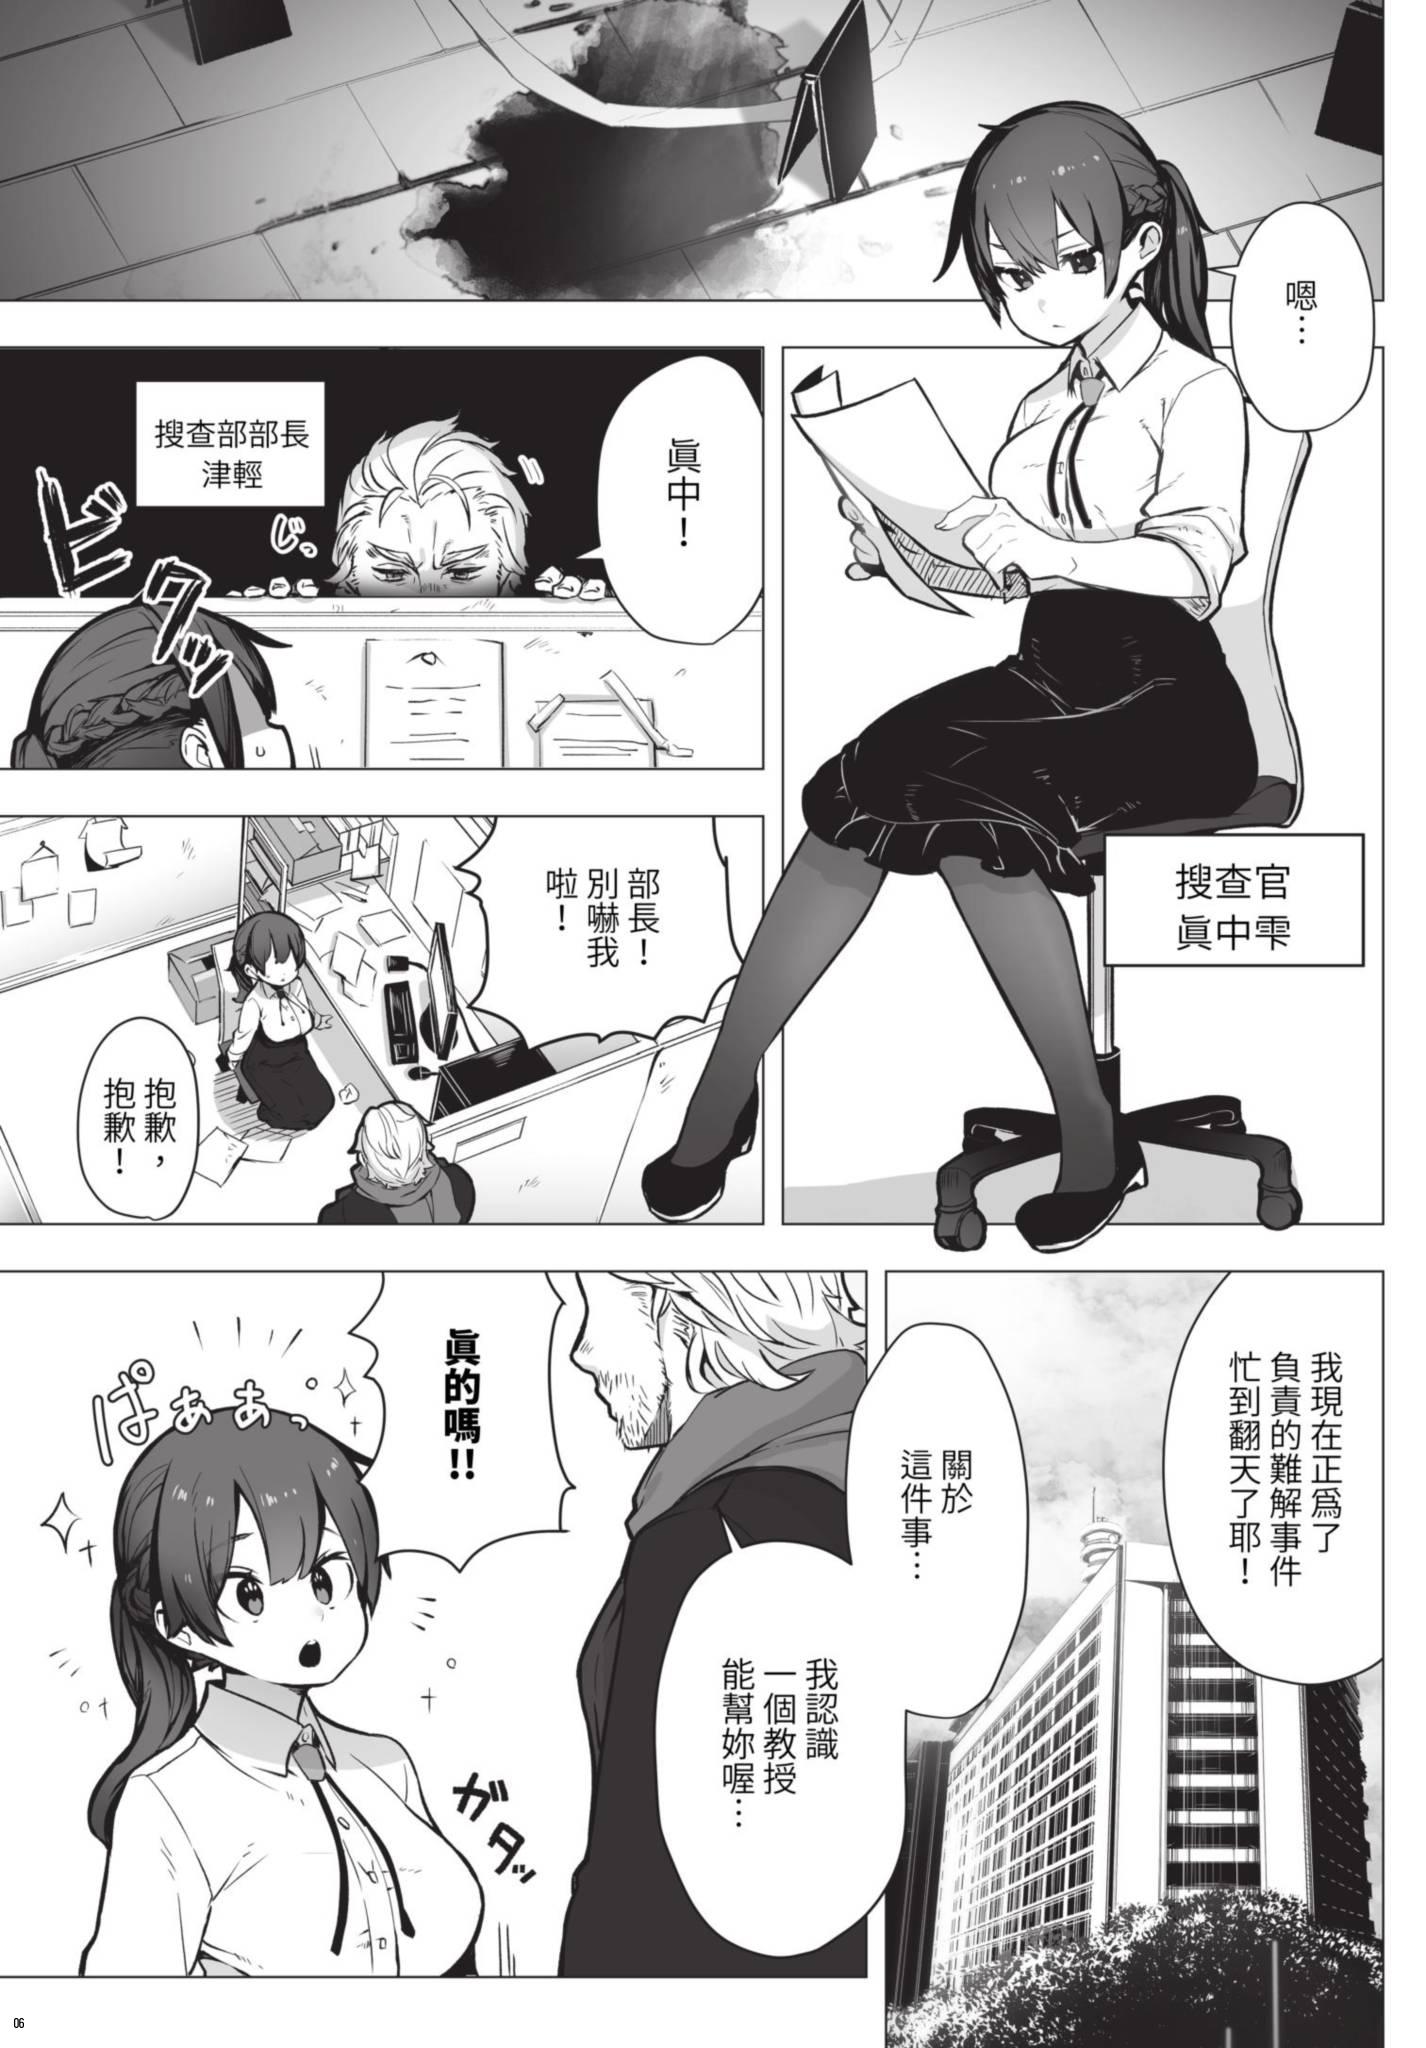 嗯…
搜查官
眞中雫
眞中！
搜查部部長
津輕
じっ
ビクッ
部長！
別嚇我
啦！
抱歉，
抱歉！
我現在正爲了
負責的難解事件
忙到翻天了耶！
關於
這件事…
我認識
一個教授
能幫妳喔…
眞的嗎!!
ぱぁぁぁっ
ガタッ
06